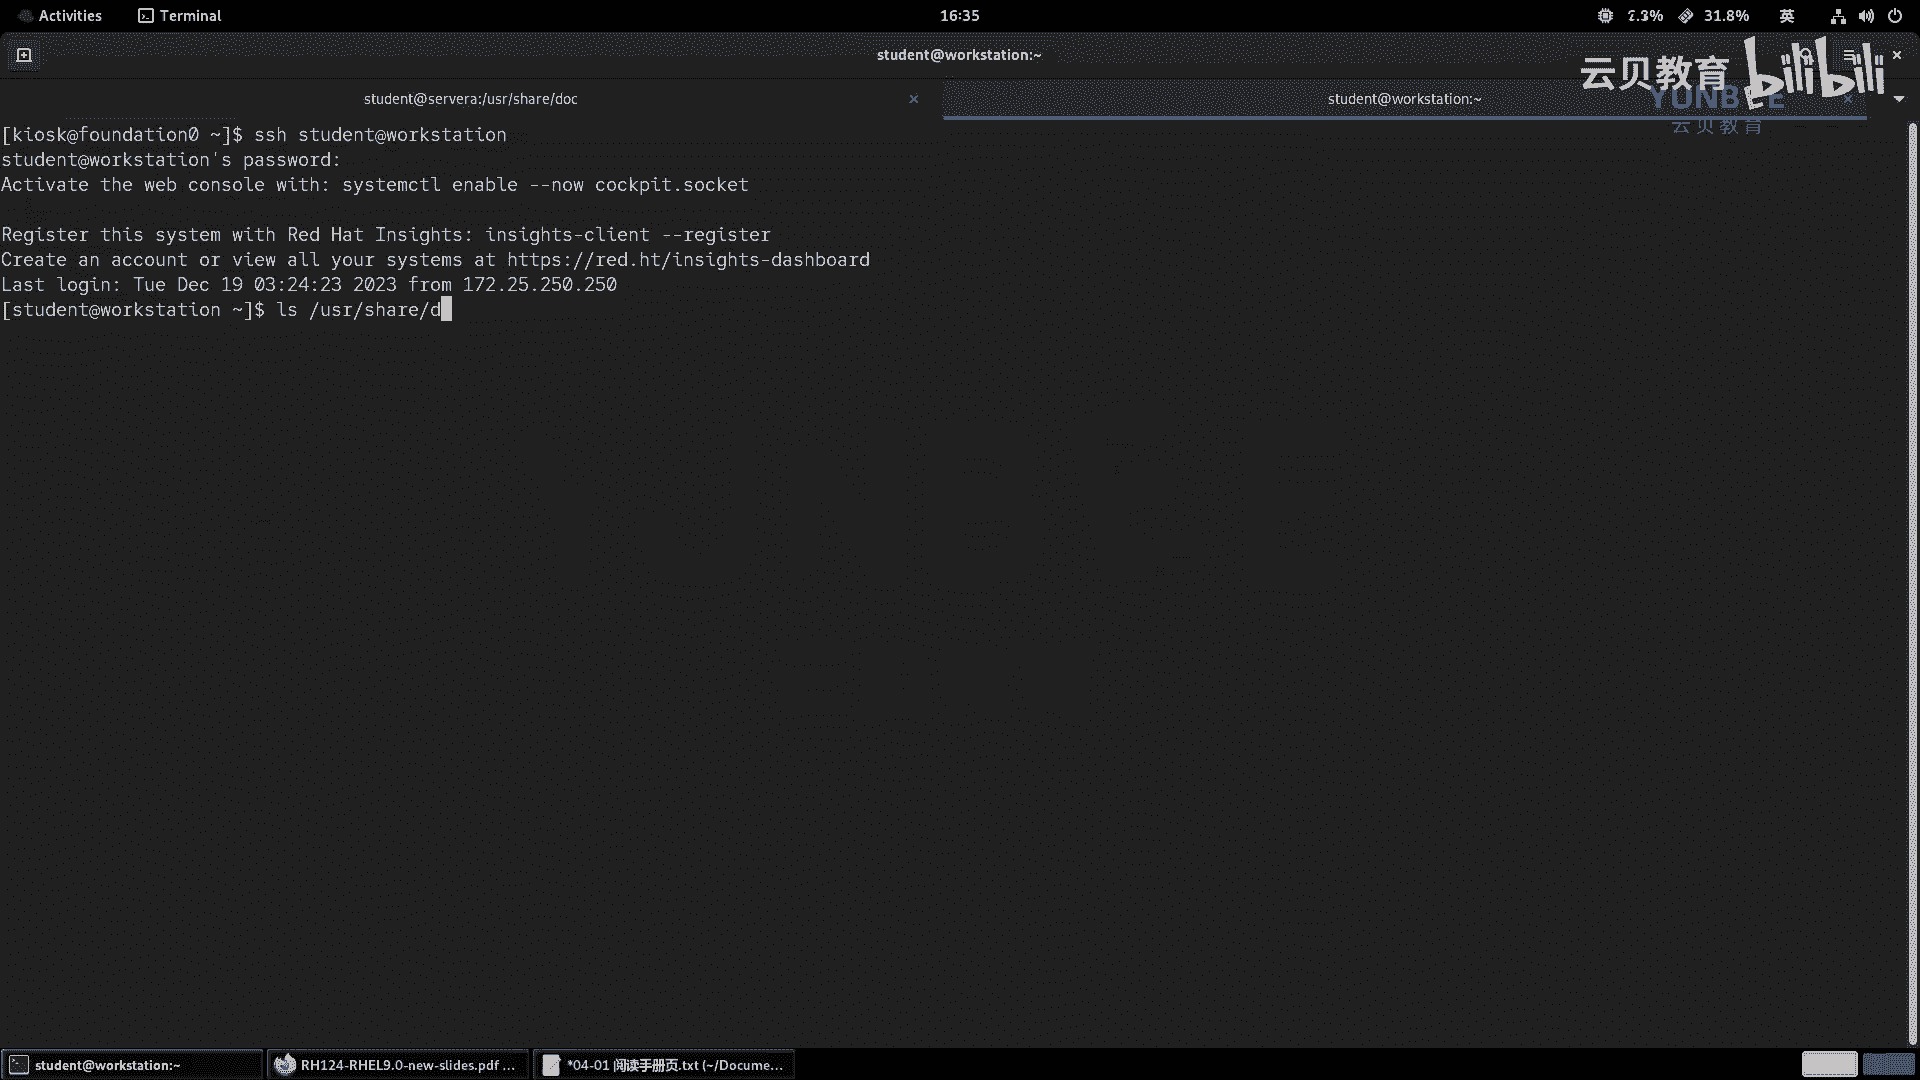 Activities
Terminal
16:35
2.3%
31.8%
英
student@workstation:~
云贝教育 bilibili
student@servera:/usr/share/doc
student@workstation:~
云贝教育
[kiosk@foundation0 ~]$ ssh student@workstation
student@workstation's password:
Activate the web console with: systemctl enable --now cockpit.socket
Register this system with Red Hat Insights: insights-client --register
Create an account or view all your systems at https://red.ht/insights-dashboard
Last login: Tue Dec 19 03:24:23 2023 from 172.25.250.250
[student@workstation ~]$ ls /usr/share/d
student@workstation:~
RH124-RHEL9.0-new-slides.pdf ...
*04-01 阅读手册页.txt (~/Docume...